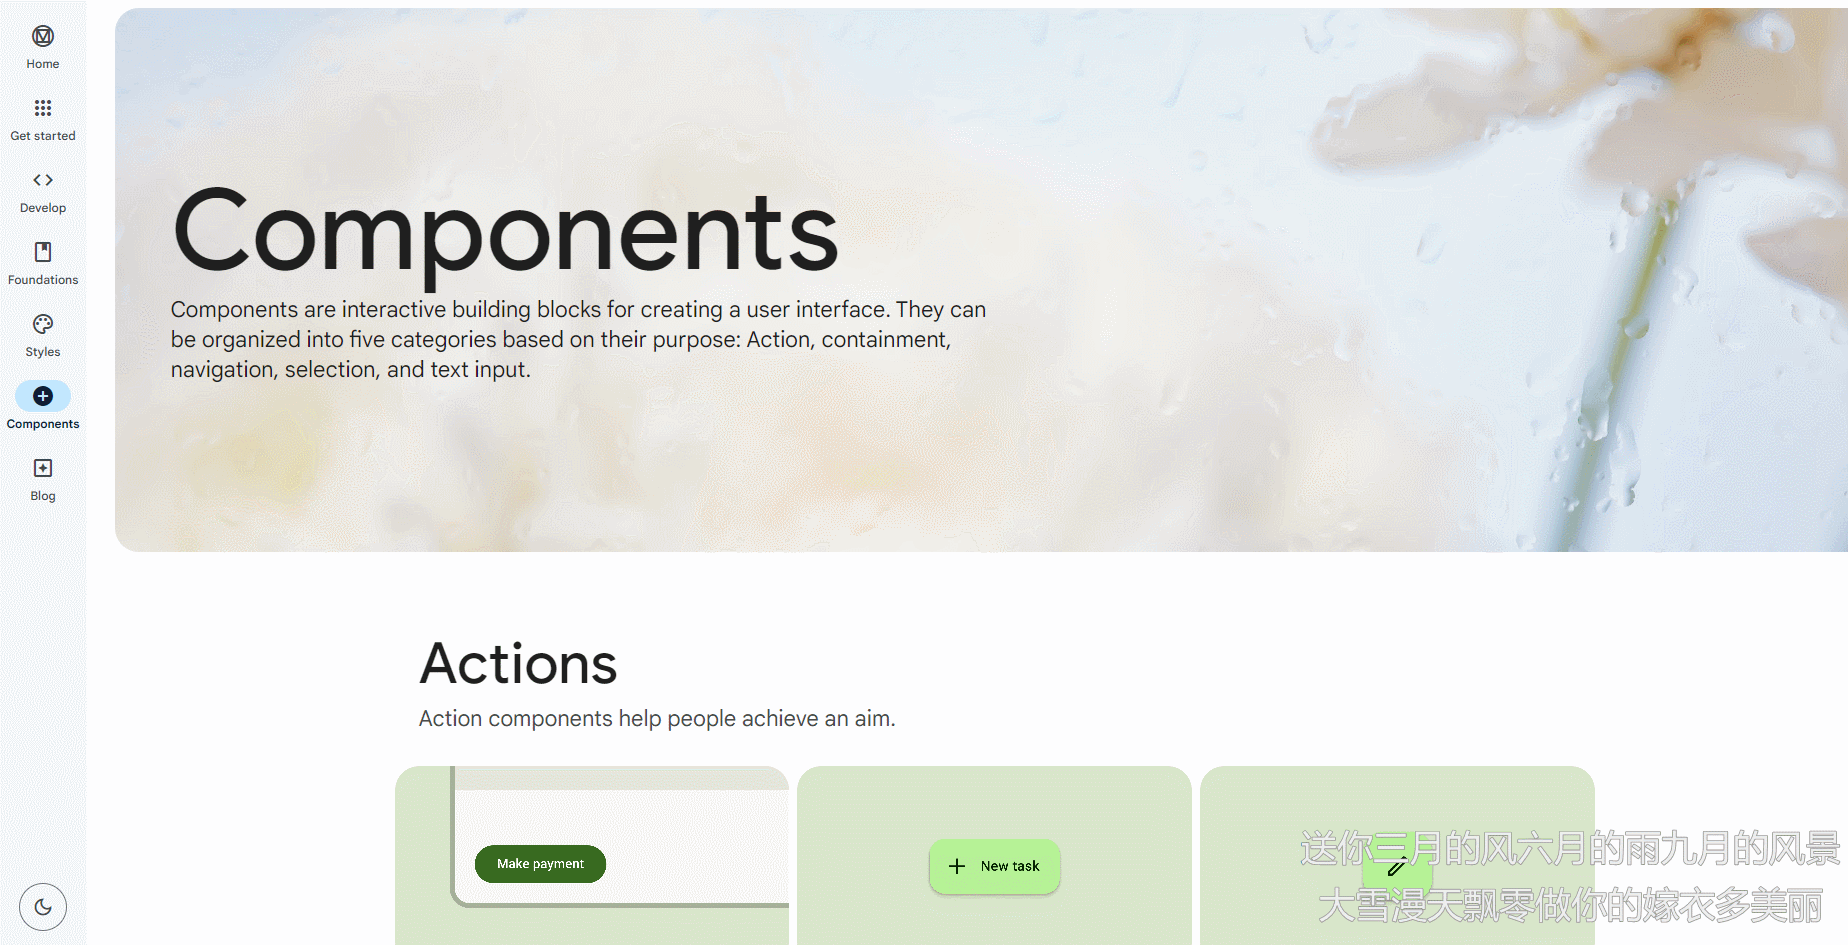 Home
Get started
Develop
Foundations
Styles
Components
Blog
Components
Components are interactive building blocks for creating a user interface. They can
be organized into five categories based on their purpose: Action, containment,
navigation, selection, and text input.
Actions
Action components help people achieve an aim.
Make payment
New task
送你三月的风六月的雨九月的风景
大雪漫天飘零做你的嫁衣多美丽